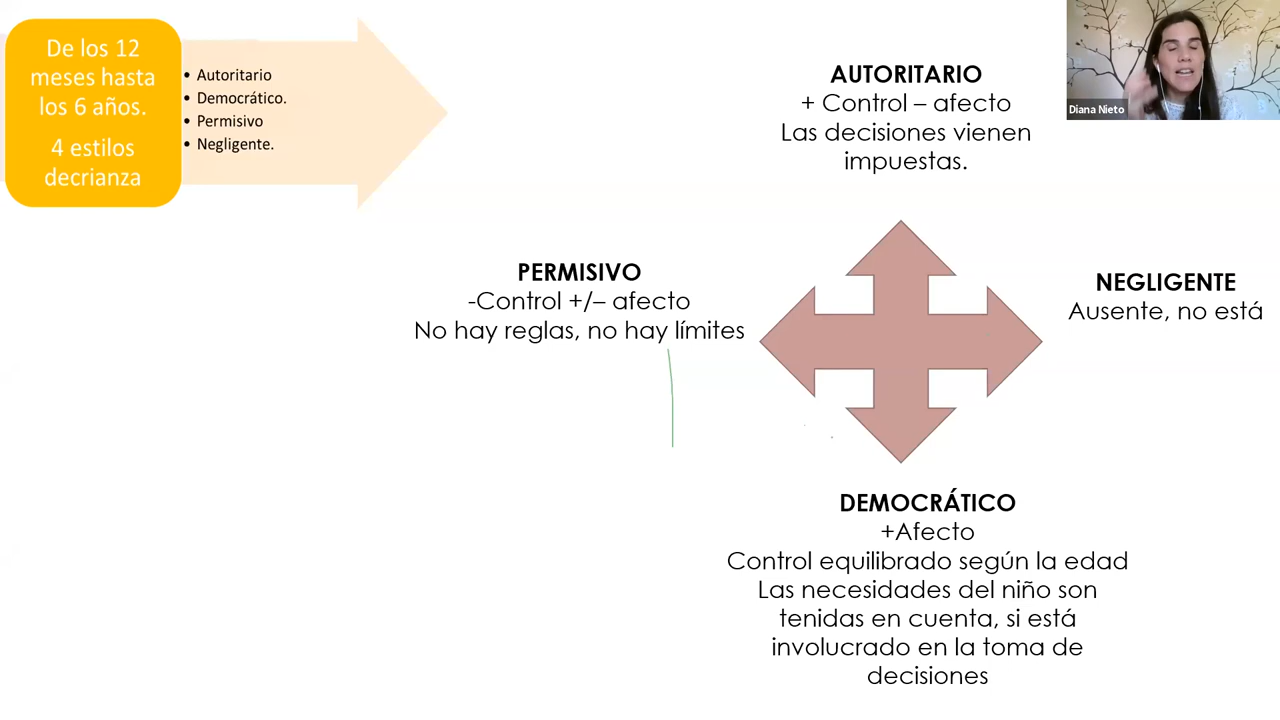 De los 12
meses hasta
los 6 años.
4 estilos
decrianza
• Autoritario
• Democrático.
• Permisivo
• Negligente.
AUTORITARIO
+ Control – afecto
Las decisiones vienen
impuestas.
Diana Nieto
PERMISIVO
-Control +/– afecto
No hay reglas, no hay límites
NEGLIGENTE
Ausente, no está
DEMOCRÁTICO
+Afecto
Control equilibrado según la edad
Las necesidades del niño son
tenidas en cuenta, si está
involucrado en la toma de
decisiones